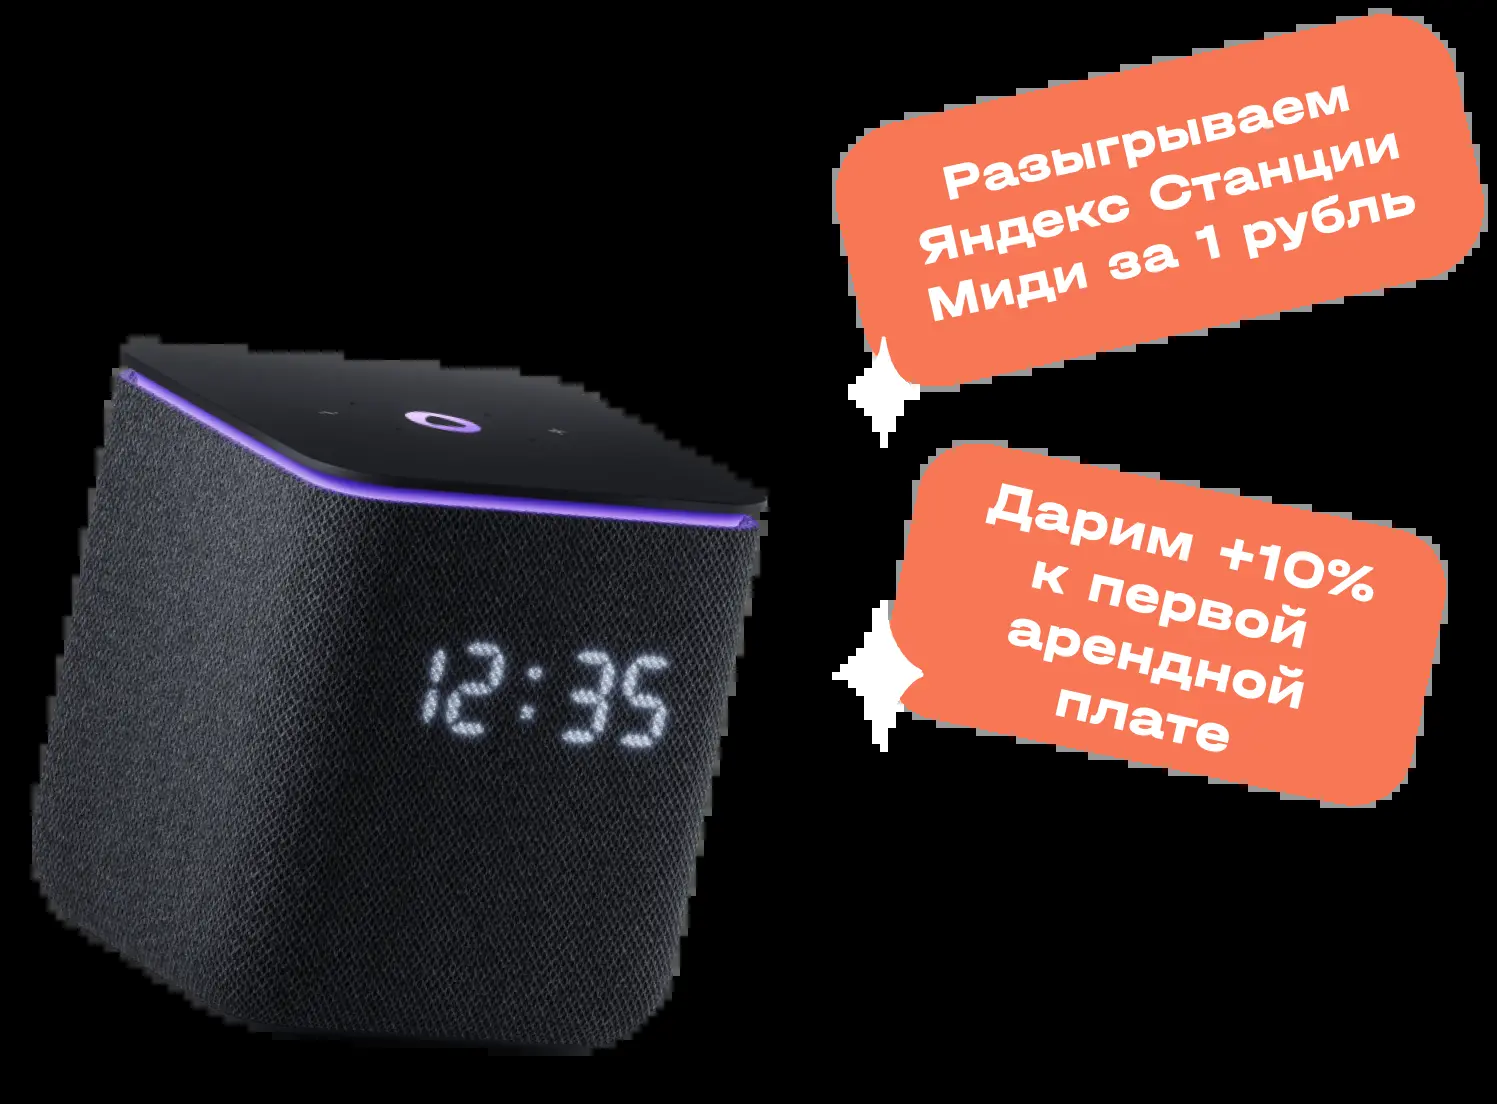 Разыгрываем
Яндекс Станции
Миди за 1 рубль
Дарим +10%
к первой
арендной
плате
12:35